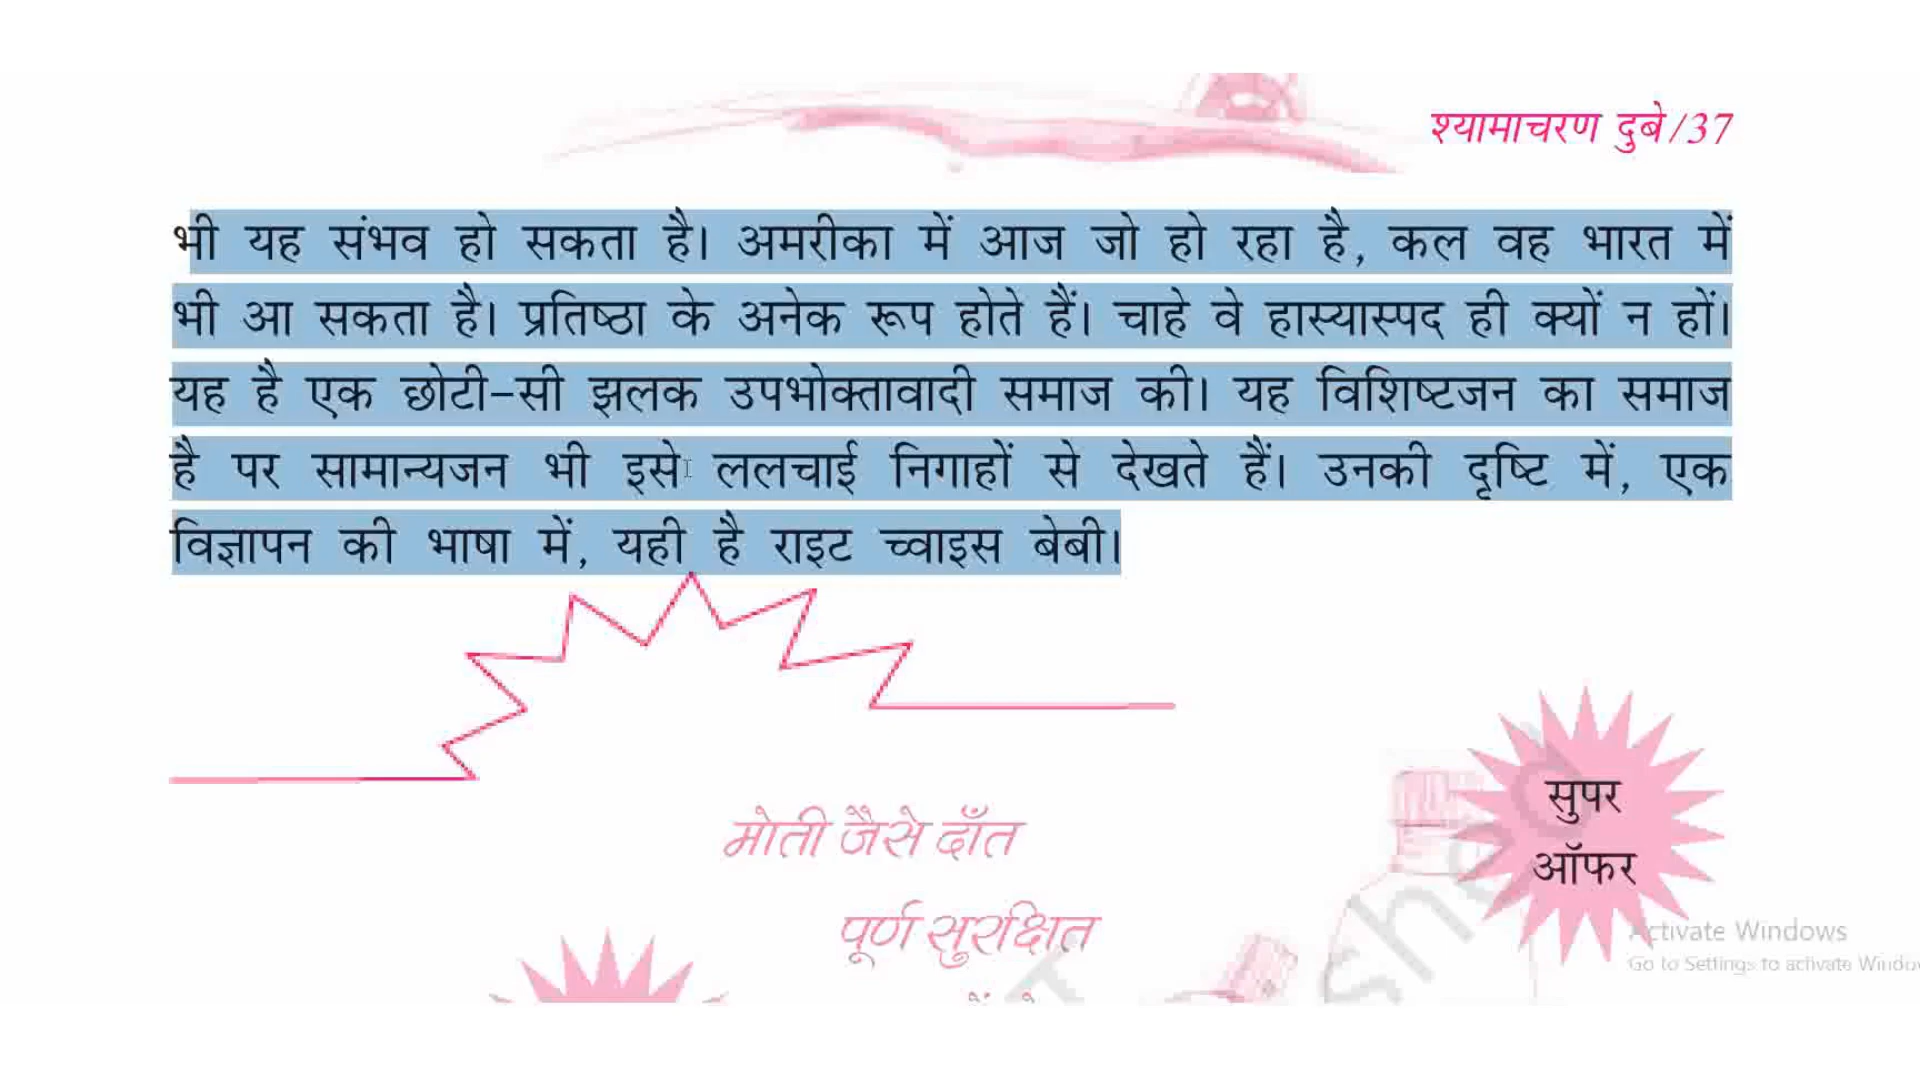 श्यामाचरण दुबे/37
भी यह संभव हो सकता है। अमरीका में आज जो हो रहा है, कल वह भारत में
भी आ सकता है। प्रतिष्ठा के अनेक रूप होते हैं। चाहे वे हास्यास्पद ही क्यों न हों।
यह है एक छोटी-सी झलक उपभोक्तावादी समाज की। यह विशिष्टजन का समाज
है पर सामान्यजन भी इसे ललचाई निगाहों से देखते हैं। उनकी दृष्टि में, एक
विज्ञापन की भाषा में, यही है राइट च्वाइस बेबी।
सुपर
ऑफर
मोती जैसे दाँत
पूर्ण सुरक्षित
Activate Windows
Go to Settings to activate Window